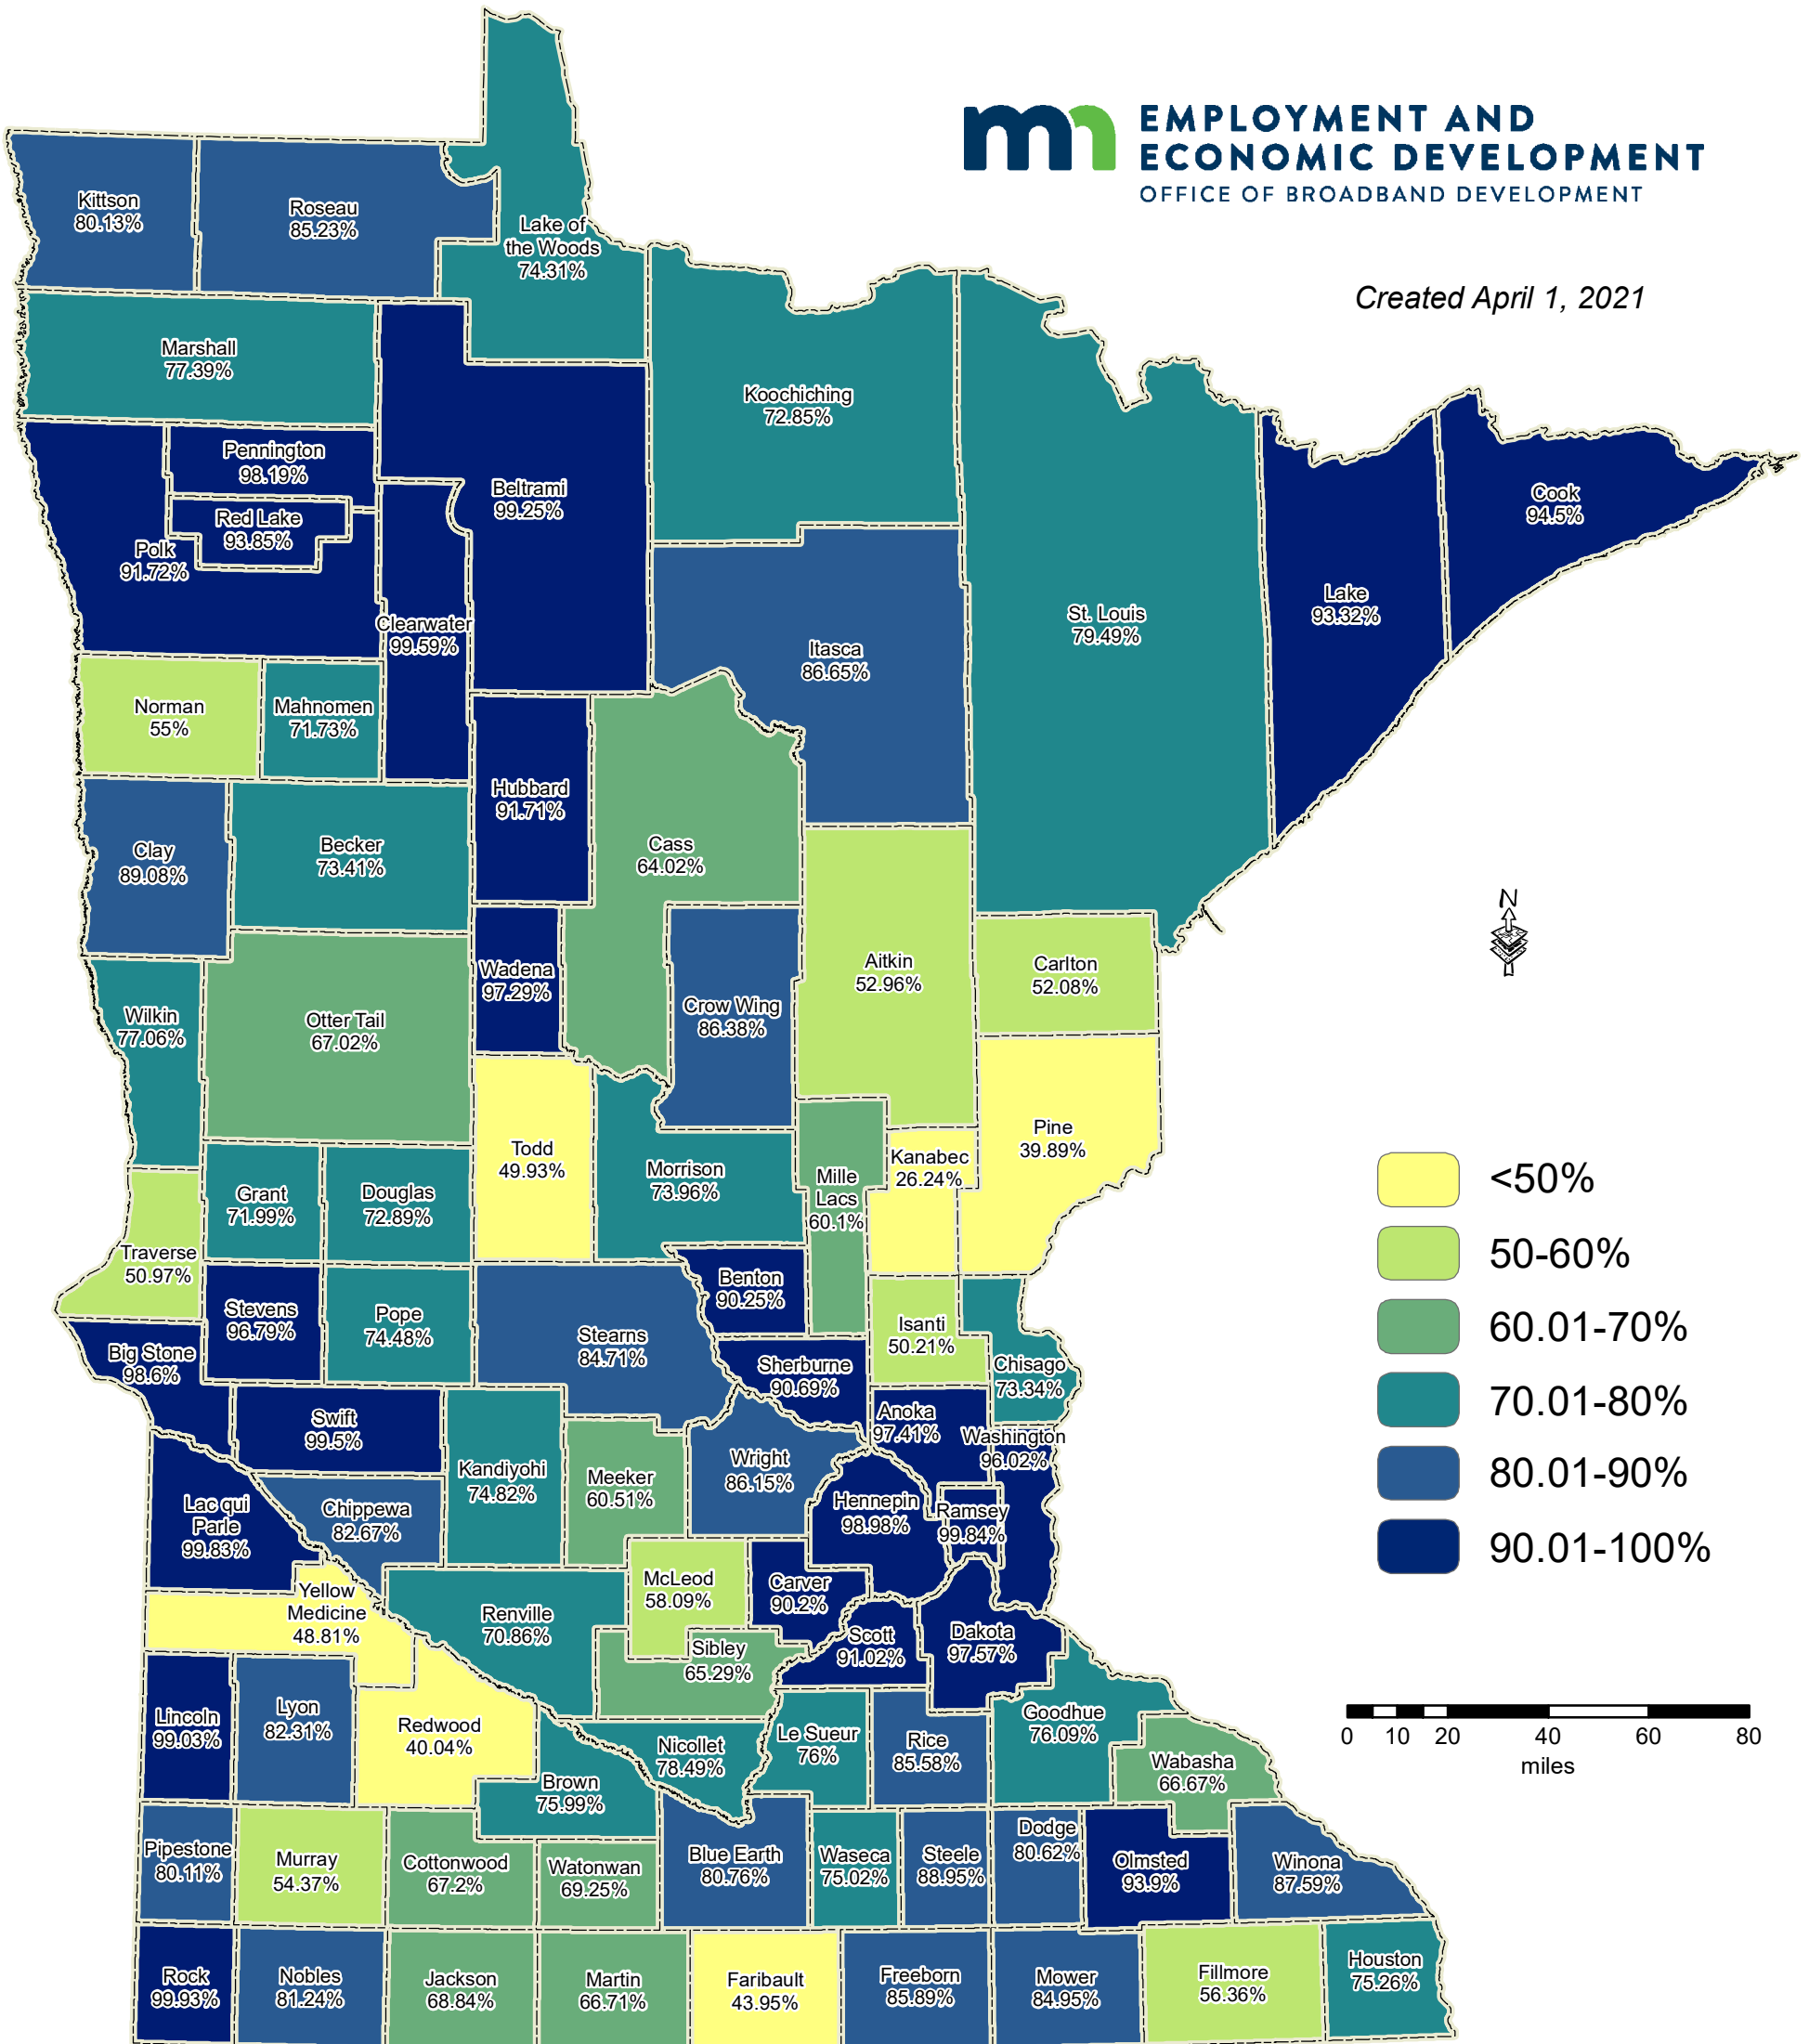 EMPLOYMENT AND
ECONOMIC DEVELOPMENT
OFFICE OF BROADBAND DEVELOPMENT
mn
Created April 1, 2021
Kittson
80.13%
Roseau
85.23%
Lake of
the Woods
74.31%
Marshall
77.39%
Koochiching
72.85%
Pennington
98.19%
Red Lake
93.85%
Polk
91.72%
Beltrami
99.25%
Cook
94.5%
Lake
93.32%
St. Louis
79.49%
Clearwater
99.59%
Itasca
86.65%
Norman
55%
Mahnomen
71.73%
Hubbard
91.71%
Clay
89.08%
Becker
73.41%
Cass
64.02%
Wadena
97.29%
Crow Wing
86.38%
Aitkin
52.96%
Carlton
52.08%
N
Wilkin
77.06%
Otter Tail
67.02%
Todd
49.93%
Morrison
73.96%
Mille
Lacs
60.1%
Kanabec
26.24%
Pine
39.89%
Grant
71.99%
Douglas
72.89%
Traverse
50.97%
Stevens
96.79%
Pope
74.48%
Stearns
84.71%
Benton
90.25%
Isanti
50.21%
Big Stone
98.6%
Sherburne
90.69%
Chisago
73.34%
Swift
99.5%
Anoka
97.41%
Washington
96.02%
Kandiyohi
74.82%
Meeker
60.51%
Wright
86.15%
Hennepin
98.98%
Ramsey
99.84%
Lac qui
Parle
99.83%
Chippewa
82.67%
Yellow
Medicine
48.81%
Renville
70.86%
McLeod
58.09%
Carver
90.2%
Scott
91.02%
Dakota
97.57%
Sibley
65.29%
Lincoln
99.03%
Lyon
82.31%
Redwood
40.04%
Brown
75.99%
Nicollet
78.49%
Le Sueur
76%
Rice
85.58%
Goodhue
76.09%
Wabasha
66.67%
Pipestone
80.11%
Murray
54.37%
Cottonwood
67.2%
Watonwan
69.25%
Blue Earth
80.76%
Waseca
75.02%
Steele
88.95%
Dodge
80.62%
Olmsted
93.9%
Winona
87.59%
Rock
99.93%
Nobles
81.24%
Jackson
68.84%
Martin
66.71%
Faribault
43.95%
Freeborn
85.89%
Mower
84.95%
Fillmore
56.36%
Houston
75.26%
<50%
50-60%
60.01-70%
70.01-80%
80.01-90%
90.01-100%
0 10 20 40 60 80
miles